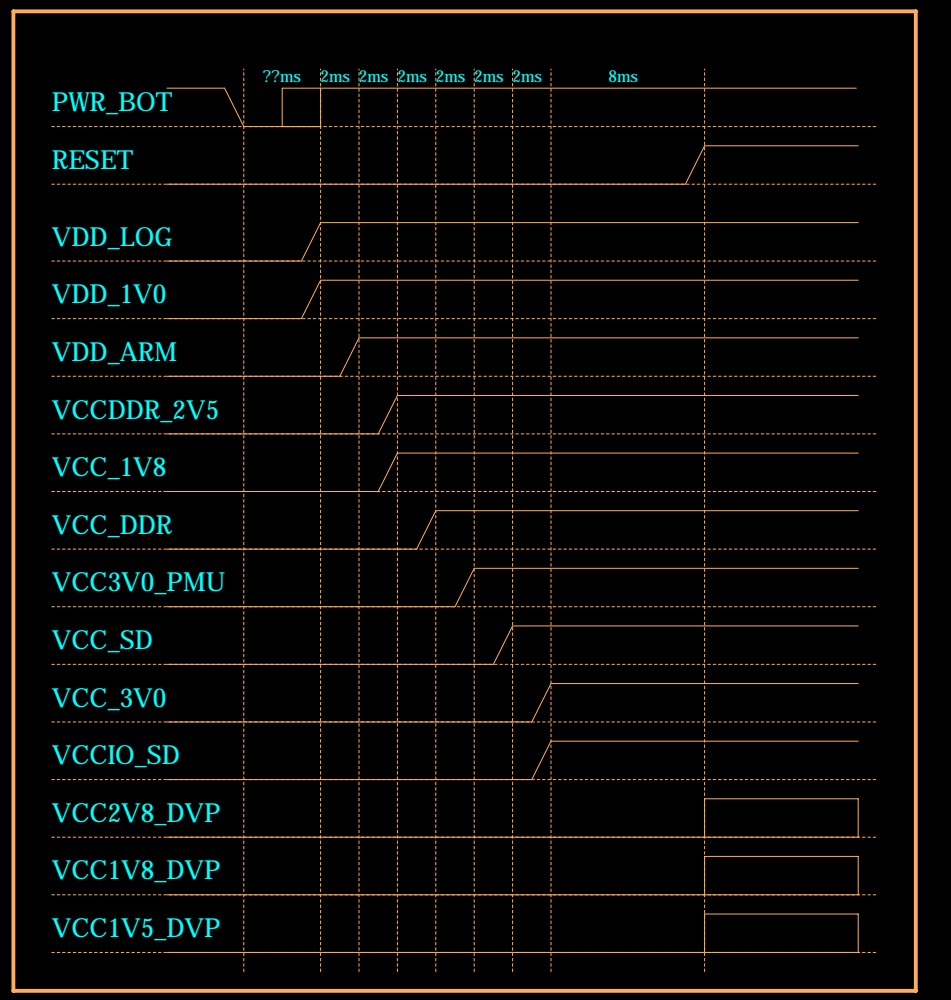 ??ms 2ms 2ms 2ms 2ms 2ms 2ms 8ms
PWR_BOT
RESET
VDD_LOG
VDD_1V0
VDD_ARM
VCCDDR_2V5
VCC_1V8
VCC_DDR
VCC3V0_PMU
VCC_SD
VCC_3V0
VCCIO_SD
VCC2V8_DVP
VCC1V8_DVP
VCC1V5_DVP